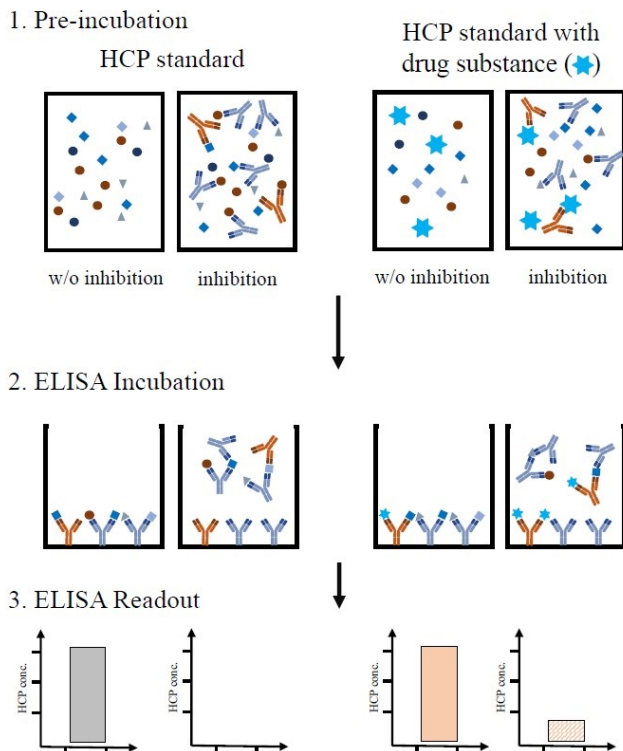 1. Pre-incubation
HCP standard
HCP standard with
drug substance ( )
w/o inhibition
inhibition
w/o inhibition
inhibition
2. ELISA Incubation
3. ELISA Readout
HCP conc.
HCP conc.
HCP conc.
HCP conc.